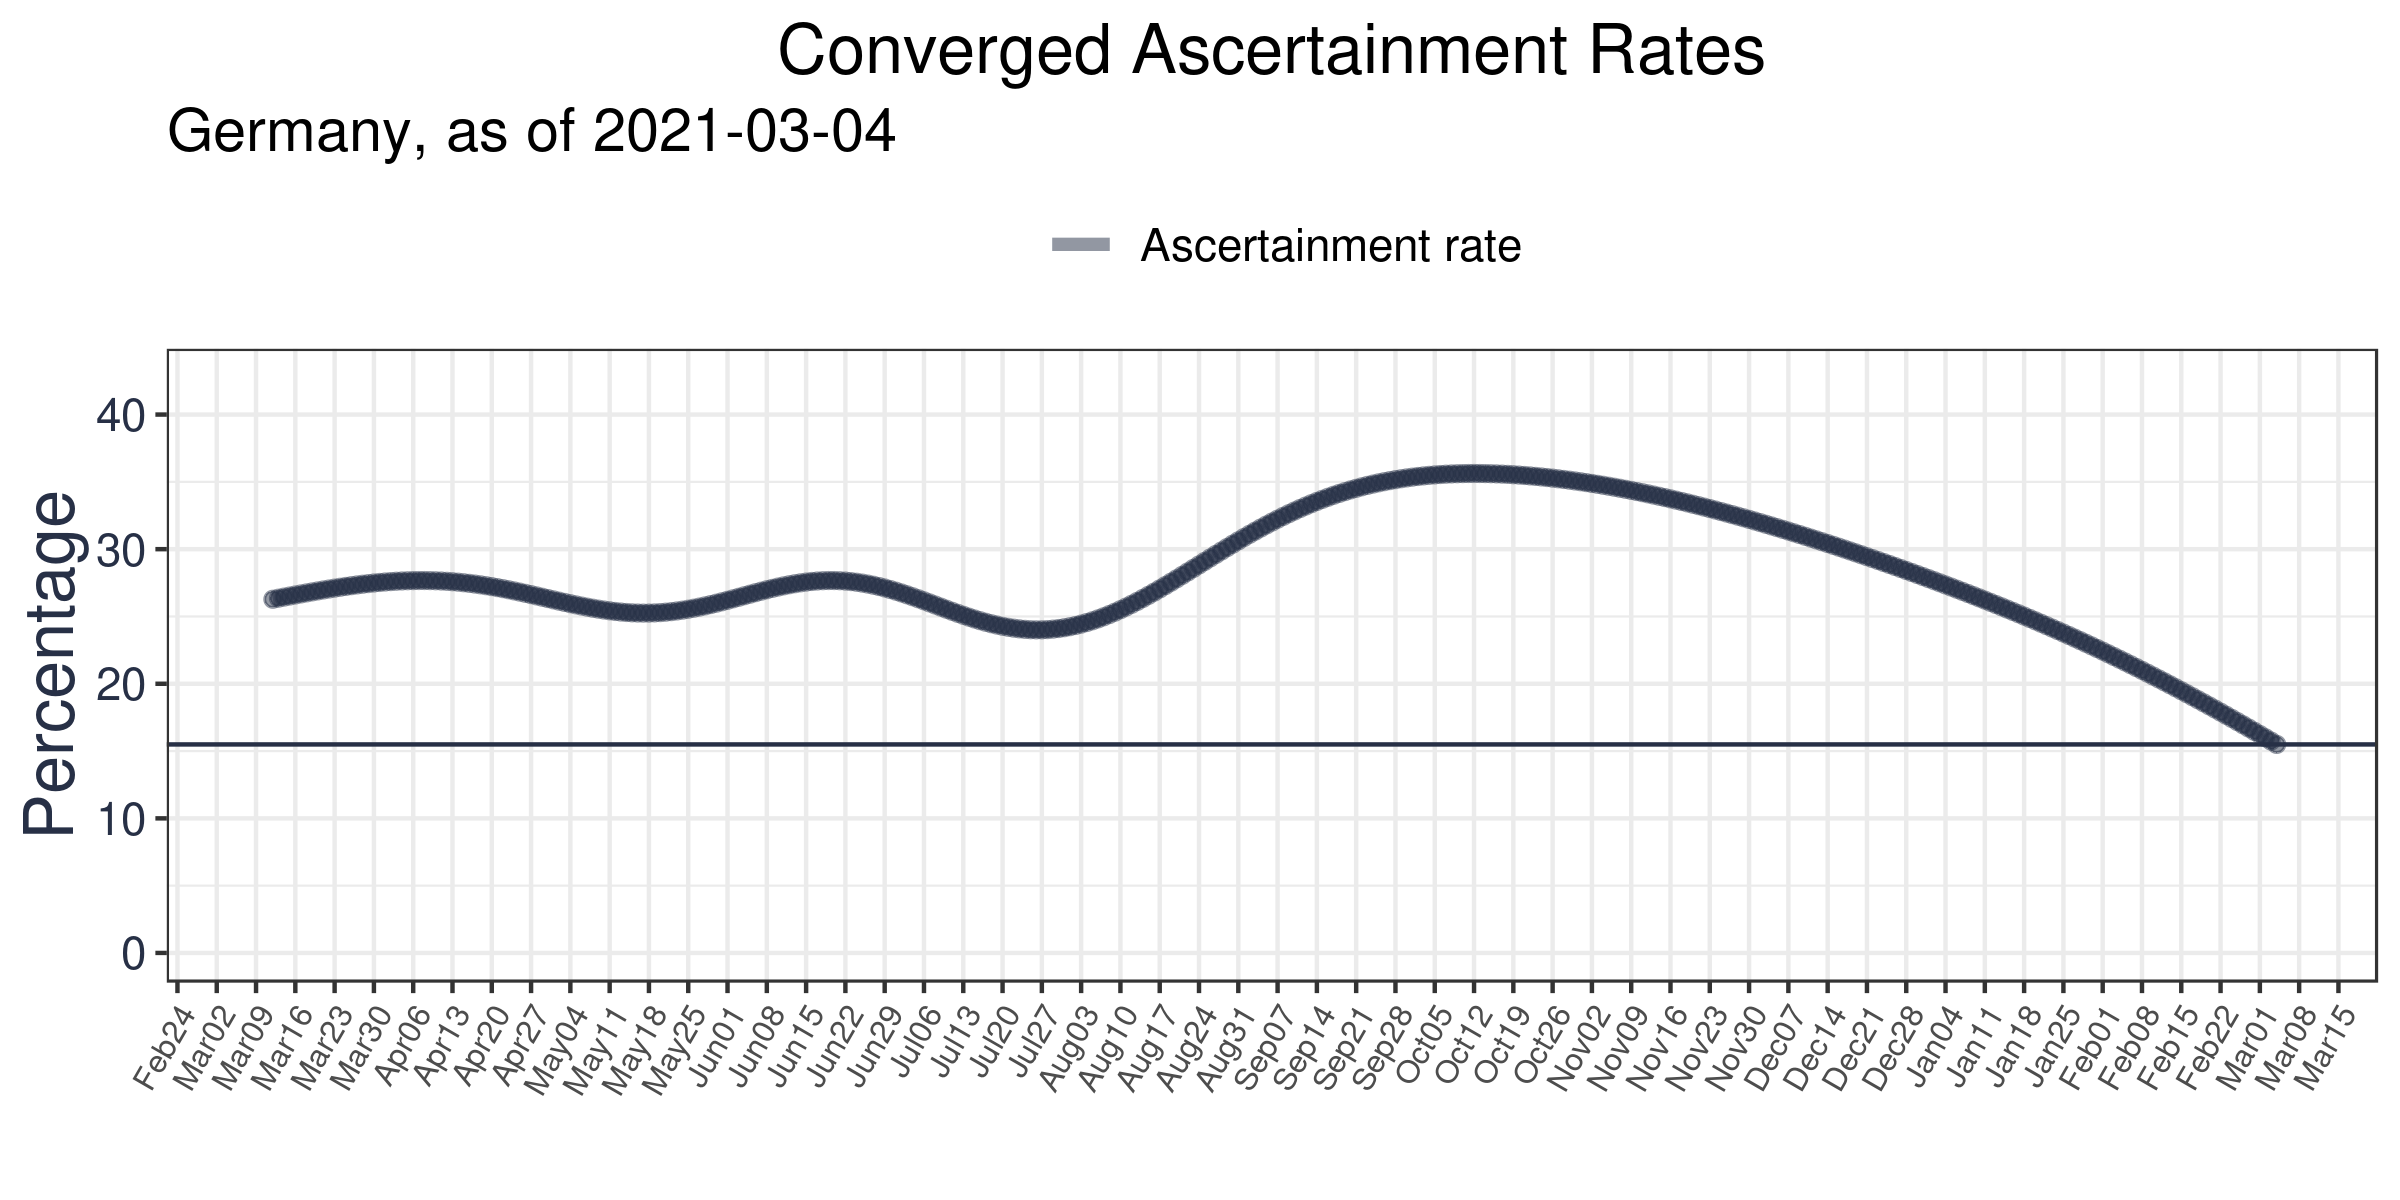 Converged Ascertainment Rates
Germany, as of 2021-03-04
Ascertainment rate
Percentage
40
30
20
10
0
Feb24 Mar02 Mar09 Mar16 Mar23 Mar30 Apr06 Apr13 Apr20 Apr27 May04 May11 May18 May25 Jun01 Jun08 Jun15 Jun22 Jun29 Jul06 Jul13 Jul20 Jul27 Aug03 Aug10 Aug17 Aug24 Aug31 Sep07 Sep14 Sep21 Sep28 Oct05 Oct12 Oct19 Oct26 Nov02 Nov09 Nov16 Nov23 Nov30 Dec07 Dec14 Dec21 Dec28 Jan04 Jan11 Jan18 Jan25 Feb01 Feb08 Feb15 Feb22 Mar01 Mar08 Mar15